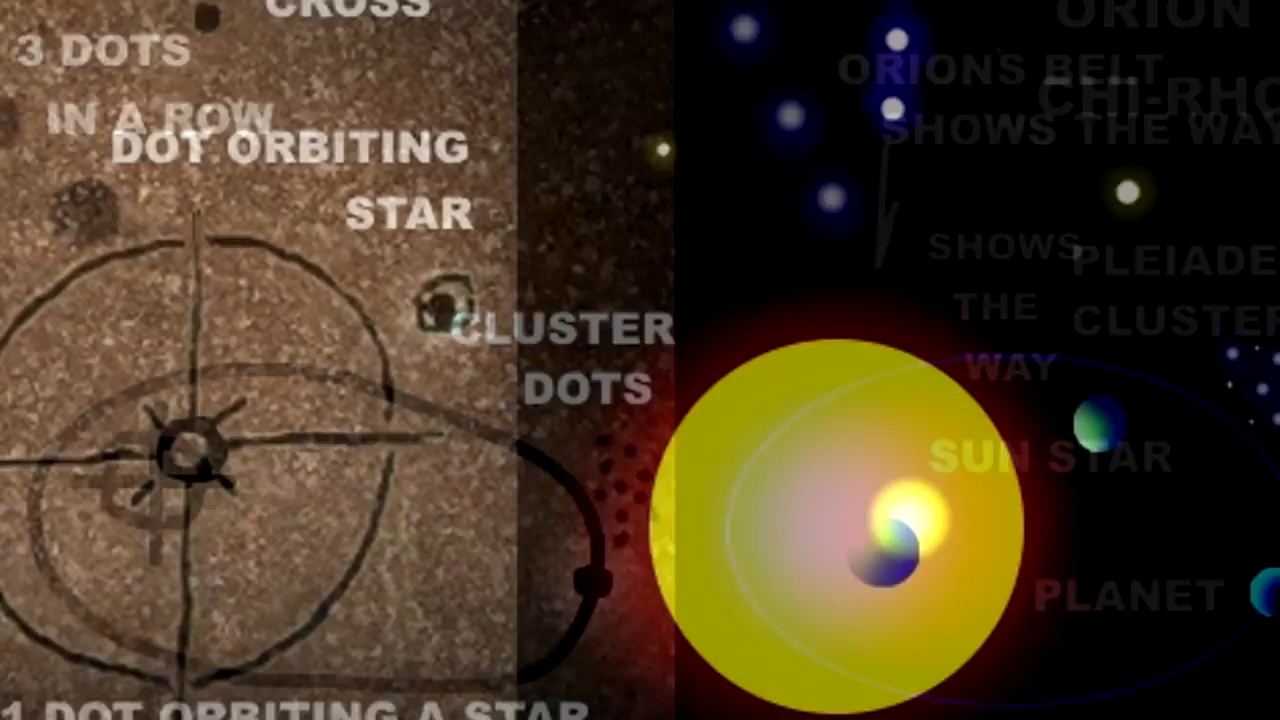 CROSS
3 DOTS
IN A ROW
DOT ORBITING
STAR
CLUSTER
DOTS
1 DOT ORBITING A STAR
ORION
ORIONS BELT
CHI-RHO
SHOWS THE WAY
SHOWS
THE
WAY
PLEIADE
CLUSTER
SUN STAR
PLANET